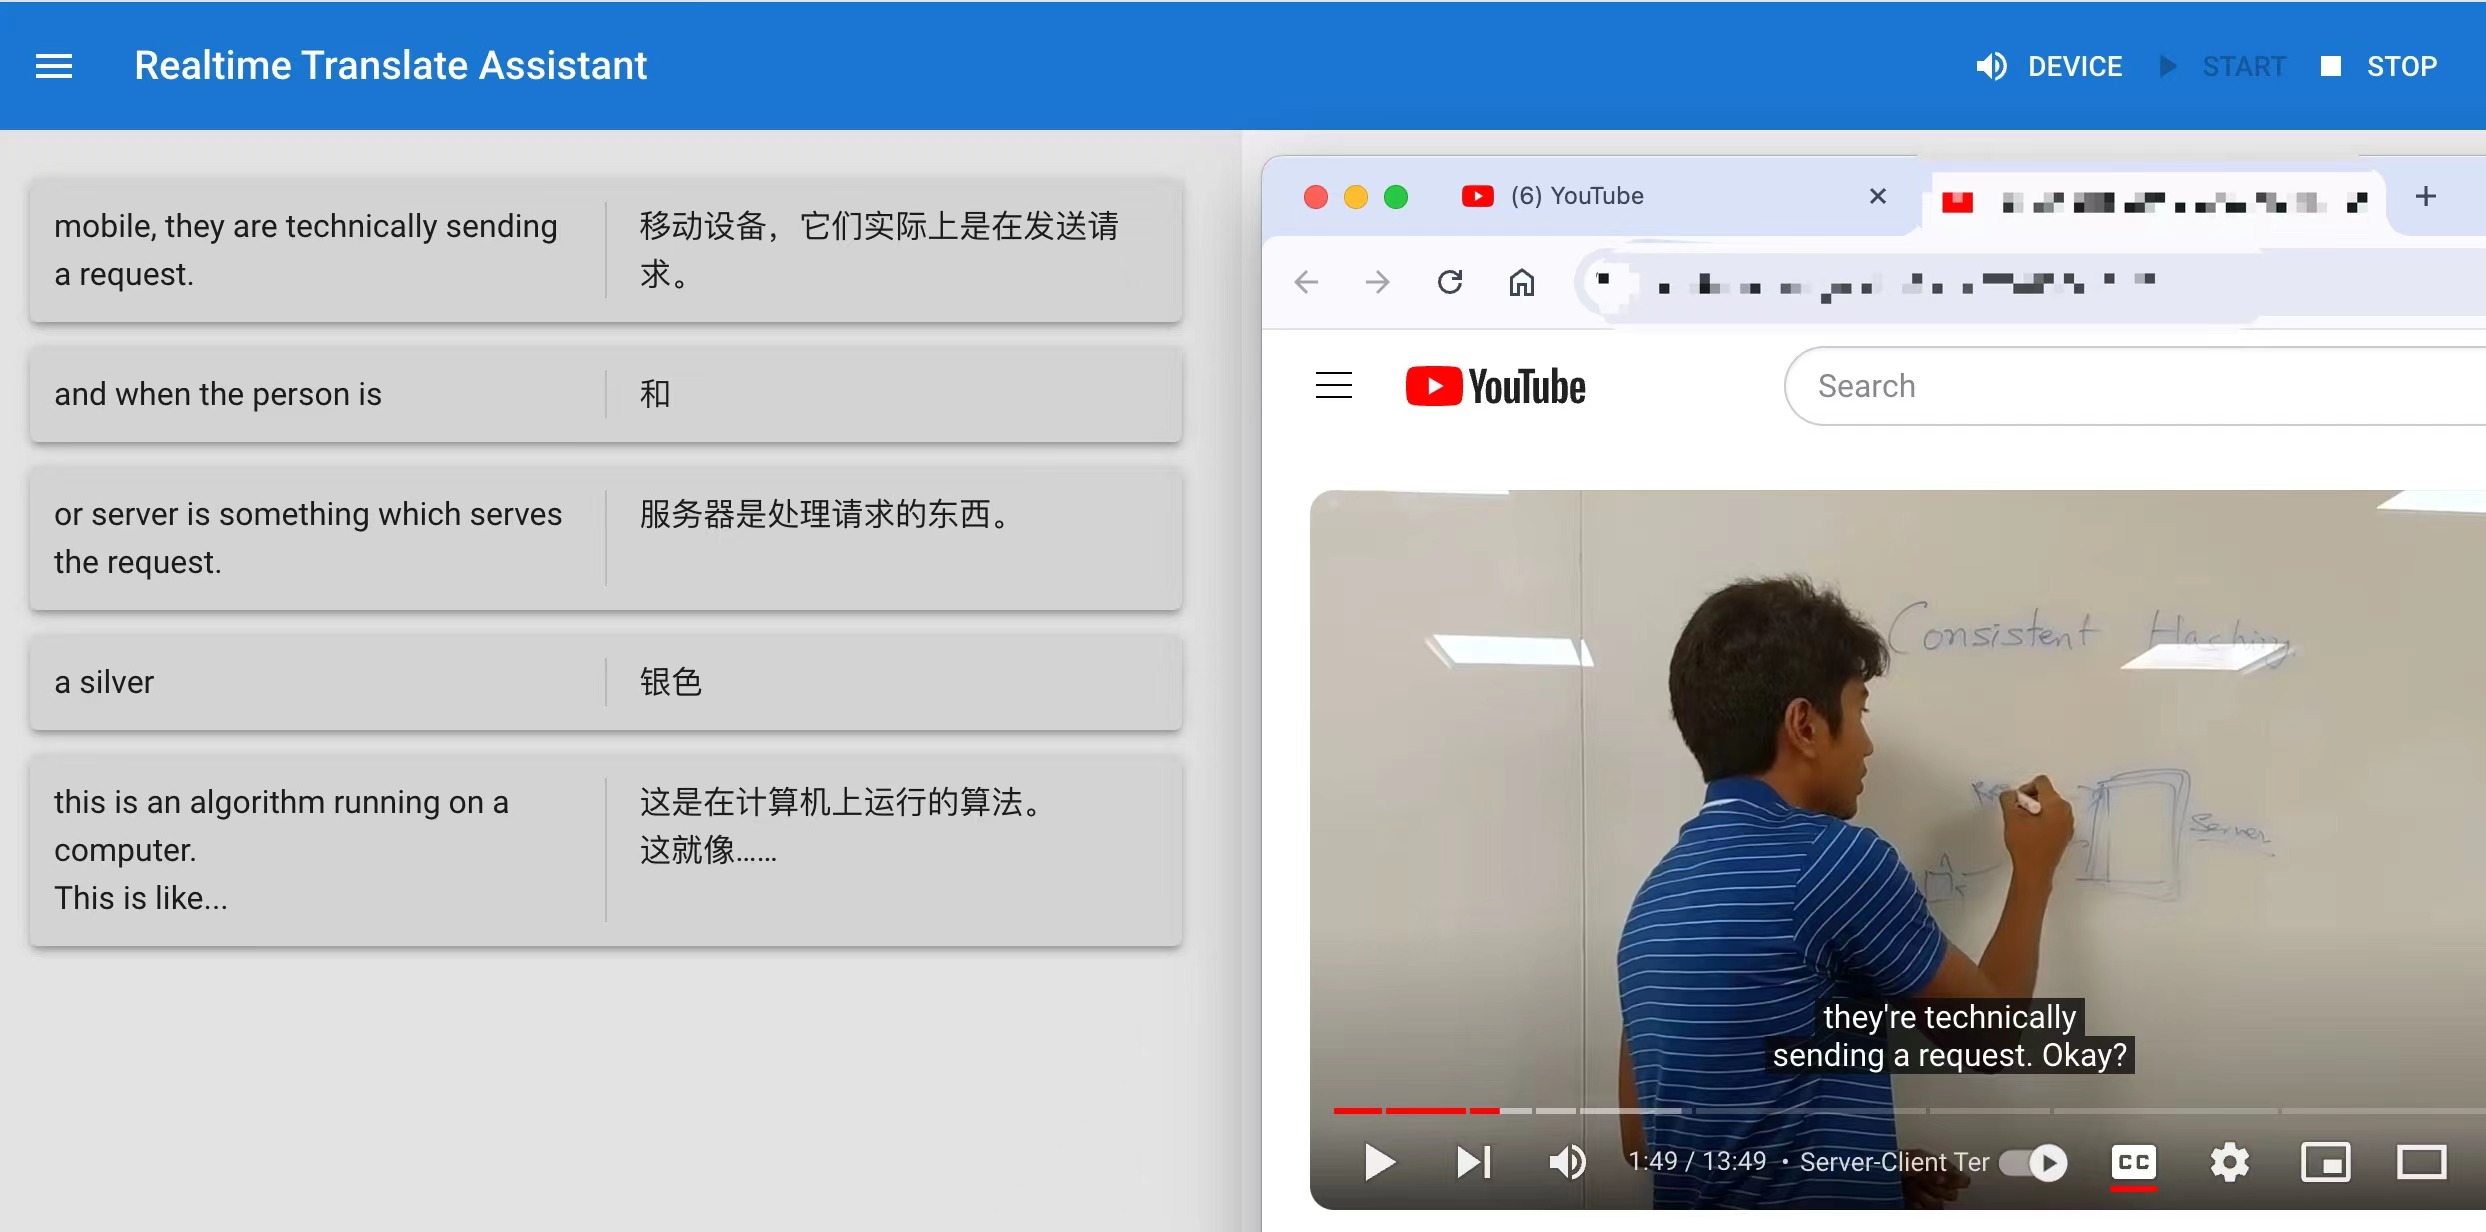 Realtime Translate Assistant
DEVICE
START
STOP
mobile, they are technically sending
a request.
移动设备，它们实际上是在发送请
求。
and when the person is
和
or server is something which serves
the request.
服务器是处理请求的东西。
a silver
银色
this is an algorithm running on a
computer.
This is like...
这是在计算机上运行的算法。
这就像……
(6) YouTube
YouTube
Search
Consistent Hashing
Server
they're technically
sending a request. Okay?
1:49 / 13:49 • Server-Client Ter
CC